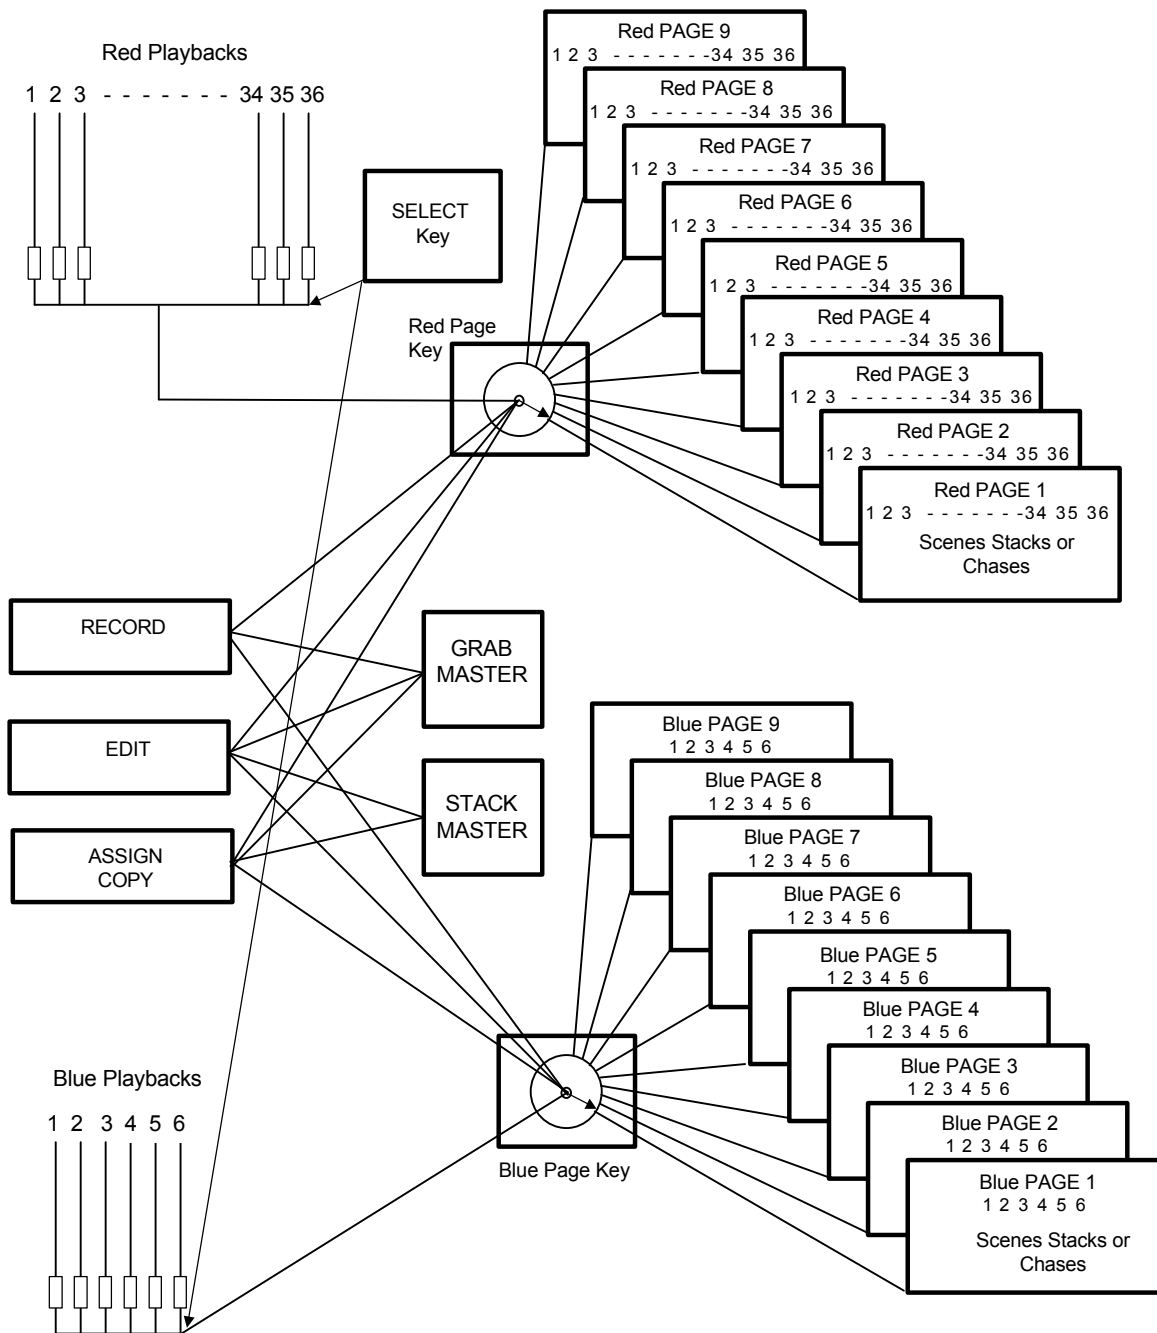 Red Playbacks
1 2 3 - - - - - - - 34 35 36
SELECT
Key
Red PAGE 9
1 2 3 - - - - - - -34 35 36
Red PAGE 8
1 2 3 - - - - - - -34 35 36
Red PAGE 7
1 2 3 - - - - - - -34 35 36
Red PAGE 6
1 2 3 - - - - - - -34 35 36
Red PAGE 5
1 2 3 - - - - - - -34 35 36
Red PAGE 4
1 2 3 - - - - - - -34 35 36
Red PAGE 3
1 2 3 - - - - - - -34 35 36
Red PAGE 2
1 2 3 - - - - - - -34 35 36
Red PAGE 1
1 2 3 - - - - - - -34 35 36
Scenes Stacks or
Chases
Red Page
Key
RECORD
EDIT
ASSIGN
COPY
GRAB
MASTER
STACK
MASTER
Blue PAGE 9
1 2 3 4 5 6
Blue PAGE 8
1 2 3 4 5 6
Blue PAGE 7
1 2 3 4 5 6
Blue PAGE 6
1 2 3 4 5 6
Blue PAGE 5
1 2 3 4 5 6
Blue PAGE 4
1 2 3 4 5 6
Blue PAGE 3
1 2 3 4 5 6
Blue PAGE 2
1 2 3 4 5 6
Blue PAGE 1
1 2 3 4 5 6
Scenes Stacks or
Chases
Blue Page Key
Blue Playbacks
1 2 3 4 5 6